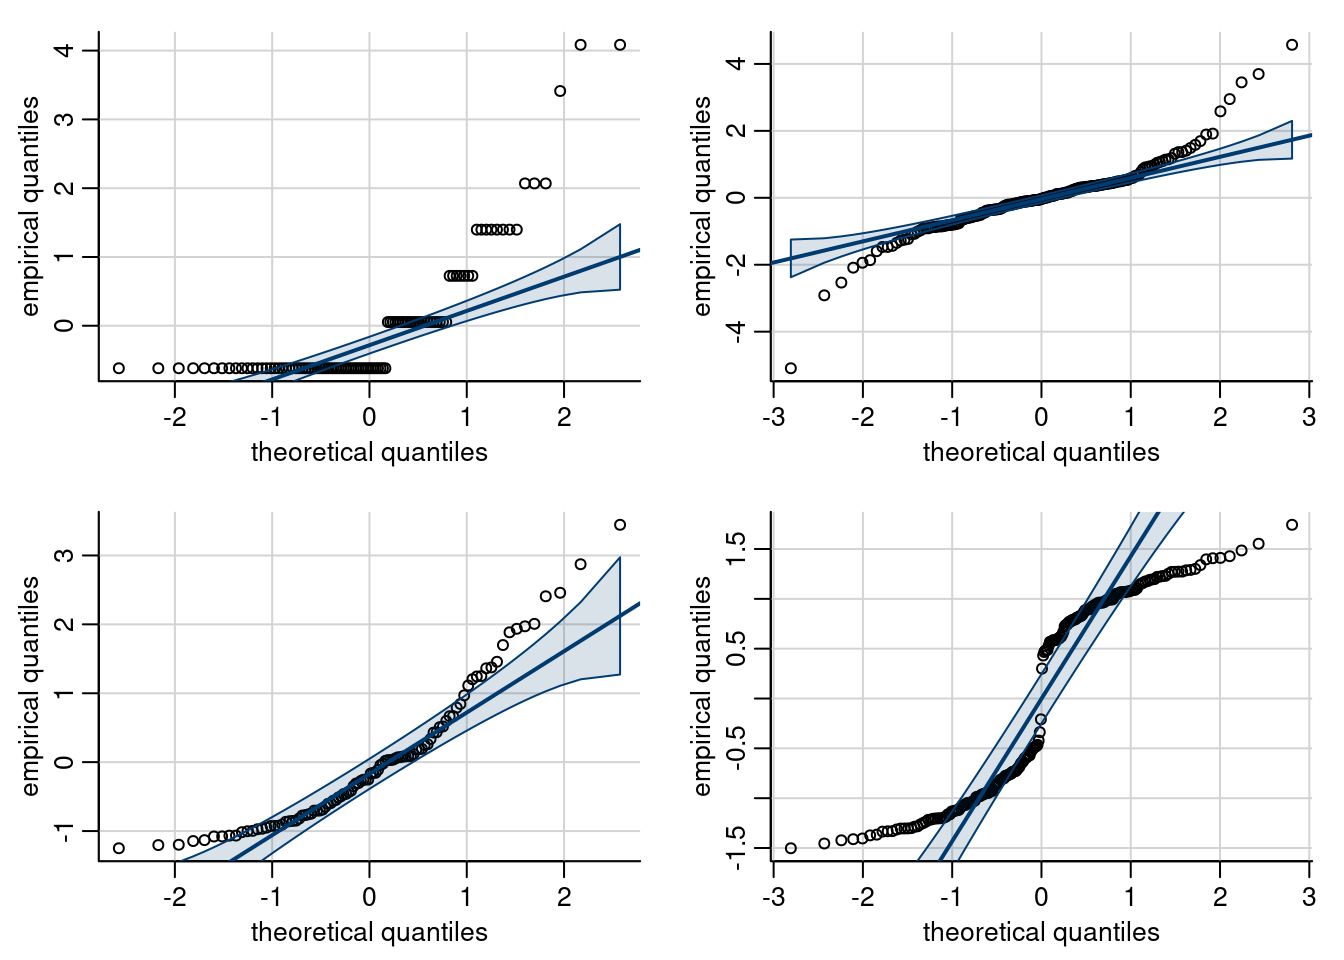 4
3
2
1
0
empirical quantiles
-2 -1 0 1 2
theoretical quantiles
4
2
0
-2
-4
empirical quantiles
-3 -2 -1 0 1 2 3
theoretical quantiles
3
2
1
0
-1
empirical quantiles
-2 -1 0 1 2
theoretical quantiles
1.5
0.5
-0.5
-1.5
empirical quantiles
-3 -2 -1 0 1 2 3
theoretical quantiles